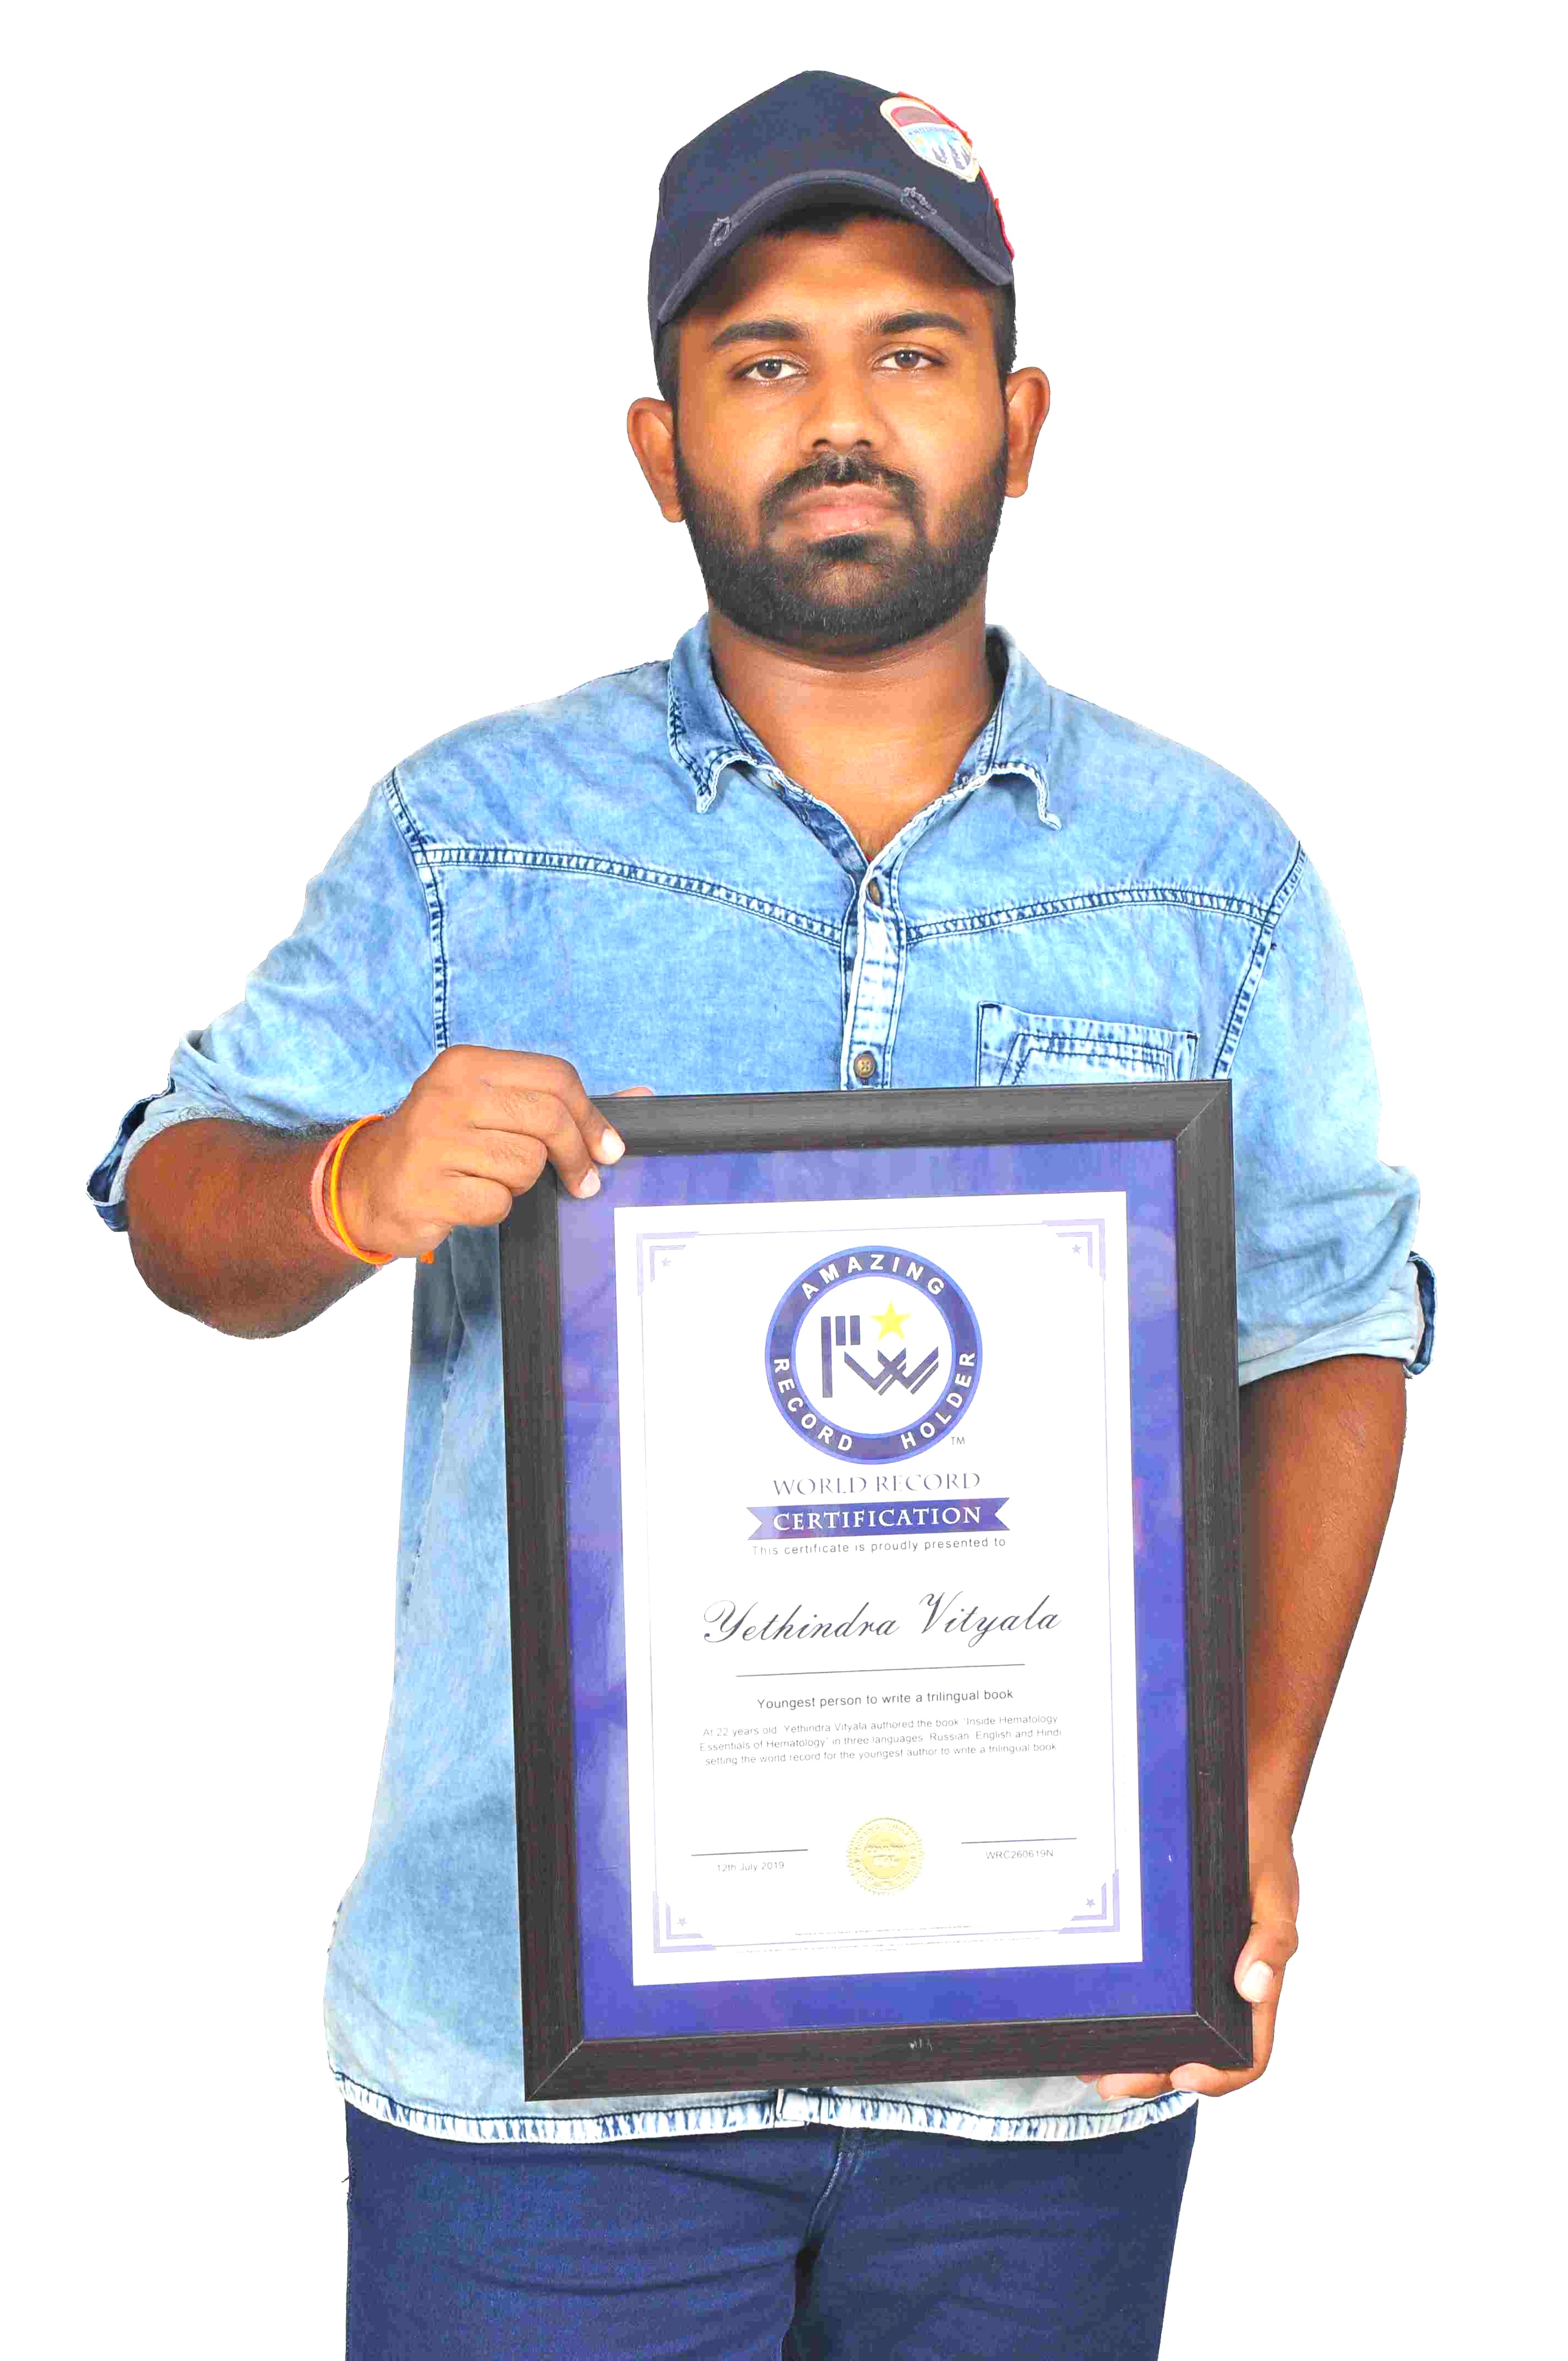 AMAZING
RECORD HOLDER
TM
WORLD RECORD
CERTIFICATION
This certificate is proudly presented to
Yethindra Vityala
Youngest person to write a trilingual book
At 22 years old, Yethindra Vityala authored the book 'Inside Hematology
Essentials of Hematology' in three languages, Russian, English and Hindi
setting the world record for the youngest author to write a trilingual book
12th July 2019
WRC260619N